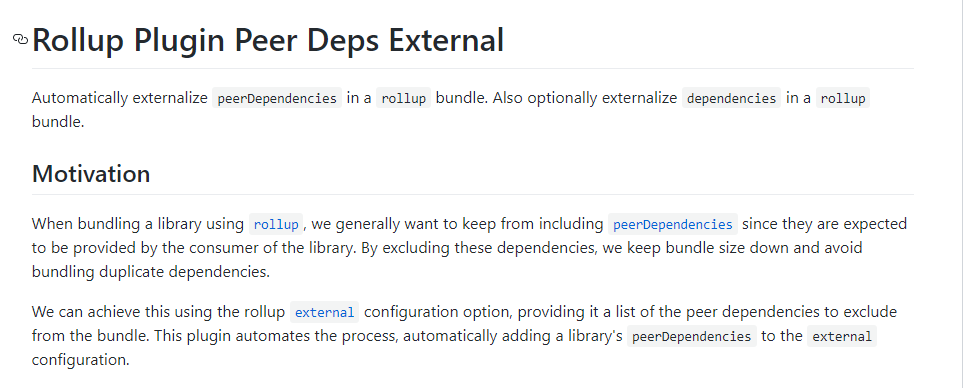 Rollup Plugin Peer Deps External
Automatically externalize peerDependencies in a rollup bundle. Also optionally externalize dependencies in a rollup
bundle.
Motivation
When bundling a library using rollup, we generally want to keep from including peerDependencies since they are expected
to be provided by the consumer of the library. By excluding these dependencies, we keep bundle size down and avoid
bundling duplicate dependencies.
We can achieve this using the rollup external configuration option, providing it a list of the peer dependencies to exclude
from the bundle. This plugin automates the process, automatically adding a library's peerDependencies to the external
configuration.